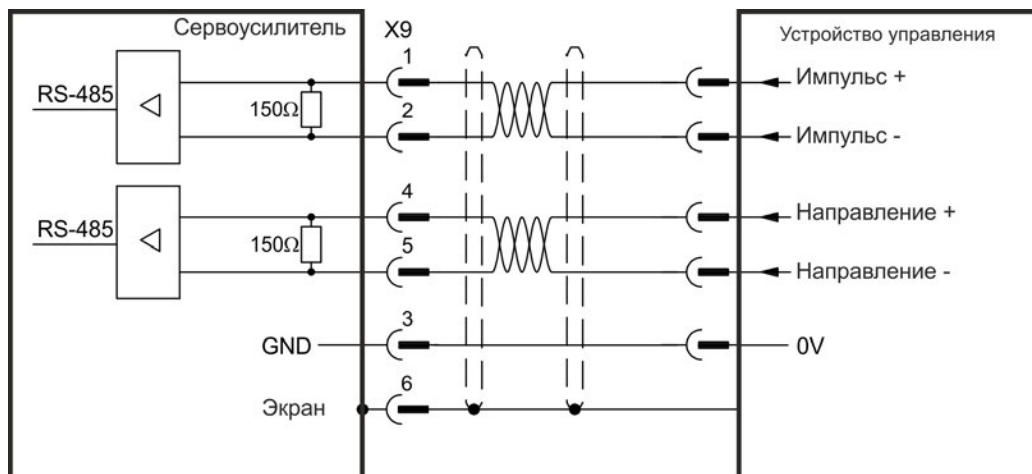 Сервоусилитель
X9
Устройство управления
1
Импульс +
RS-485
150Ω
2
Импульс -
4
Направление +
RS-485
150Ω
5
Направление -
3
GND
0V
6
Экран